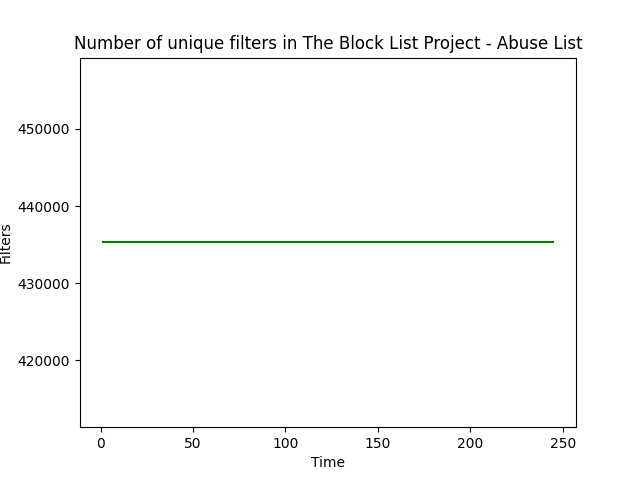 Number of unique filters in The Block List Project - Abuse List
450000
440000
430000
420000
Filters
0 50 100 150 200 250
Time